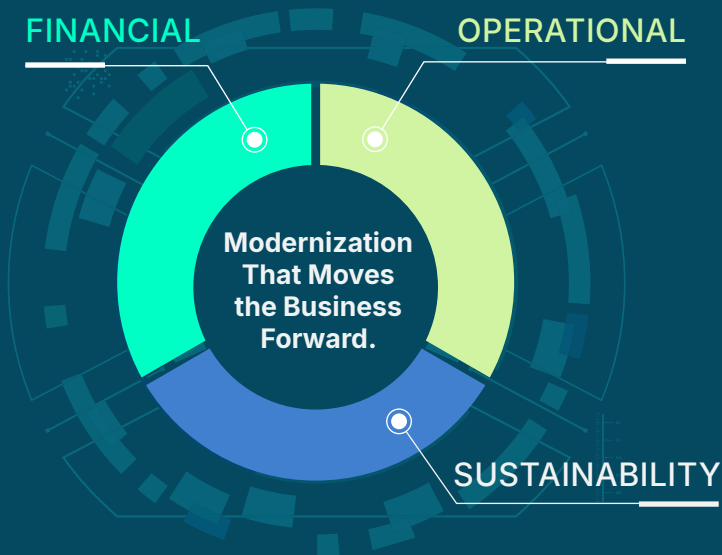 FINANCIAL
OPERATIONAL
Modernization
That Moves
the Business
Forward.
SUSTAINABILITY